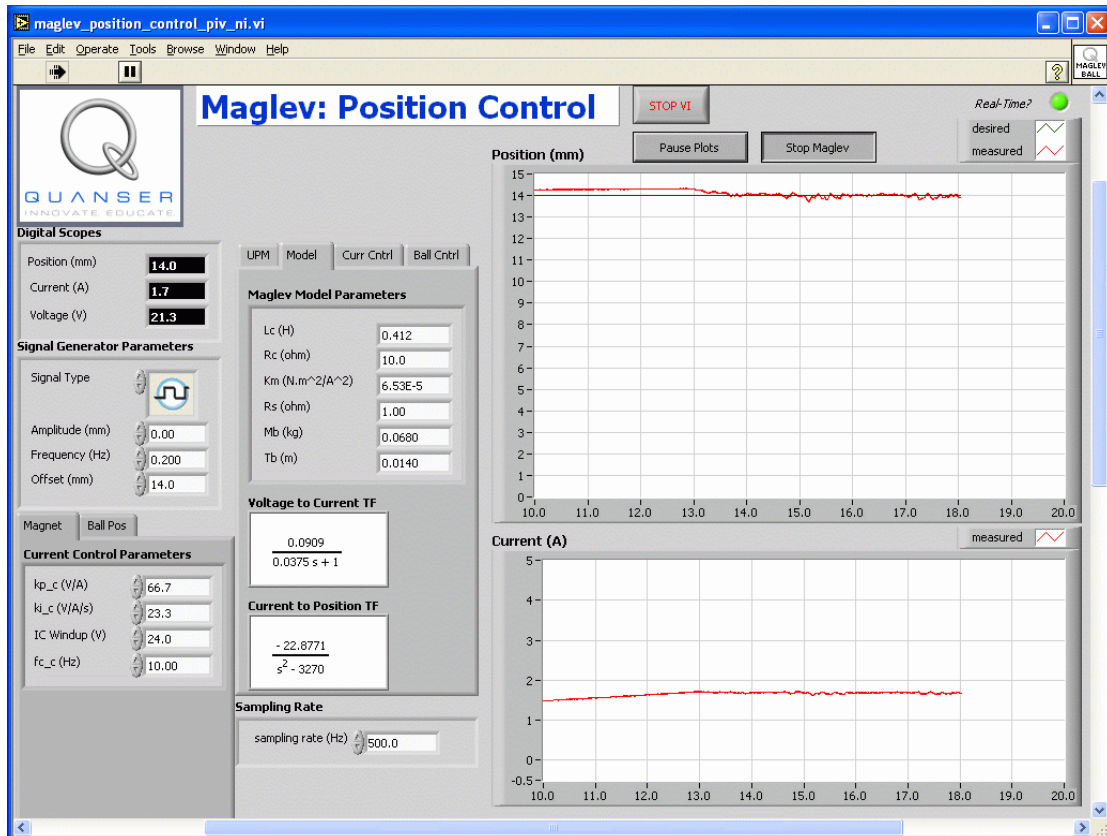 maglev_position_control_piv_ni.vi
File Edit Operate Tools Browse Window Help
MAGLEV
BALL
QUANSER
INNOVATE. EDUCATE.
Maglev: Position Control
STOP VI
Real-Time?
Pause Plots
Stop Maglev
desired
measured
Digital Scopes
Position (mm) 14.0
Current (A) 1.7
Voltage (V) 21.3
Signal Generator Parameters
Signal Type
Amplitude (mm) 0.00
Frequency (Hz) 0.200
Offset (mm) 14.0
Magnet Ball Pos
Current Control Parameters
kp_c (V/A) 66.7
ki_c (V/A/s) 23.3
IC Windup (V) 24.0
fc_c (Hz) 10.00
UPM Model Curr Cntrl Ball Cntrl
Maglev Model Parameters
Lc (H) 0.412
Rc (ohm) 10.0
Km (N.m^2/A^2) 6.53E-5
Rs (ohm) 1.00
Mb (kg) 0.0680
Tb (m) 0.0140
Voltage to Current TF
0.0909
0.0375 s + 1
Current to Position TF
- 22.8771
s² - 3270
Sampling Rate
sampling rate (Hz) 500.0
Position (mm)
15
14
13
12
11
10
9
8
7
6
5
4
3
2
1
0
10.0 11.0 12.0 13.0 14.0 15.0 16.0 17.0 18.0 19.0 20.0
Current (A)
measured
5
4
3
2
1
0
-0.5
10.0 11.0 12.0 13.0 14.0 15.0 16.0 17.0 18.0 19.0 20.0